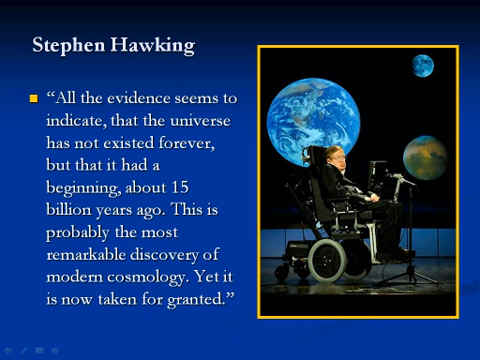 Stephen Hawking
“All the evidence seems to
indicate, that the universe
has not existed forever,
but that it had a
beginning, about 15
billion years ago. This is
probably the most
remarkable discovery of
modern cosmology. Yet it
is now taken for granted.”